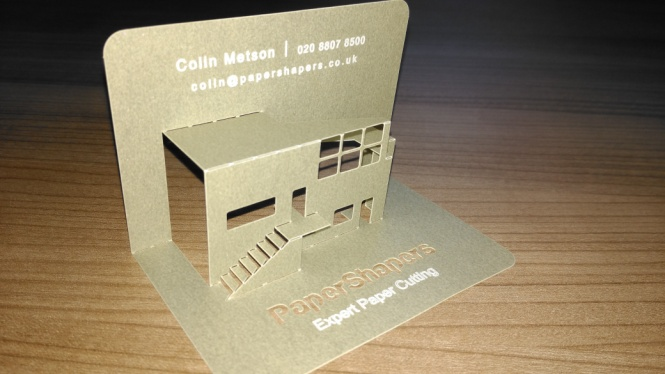 Colin Metson | 020 8807 8500
colin@papershapers.co.uk
PaperShapers
Expert Paper Cutting